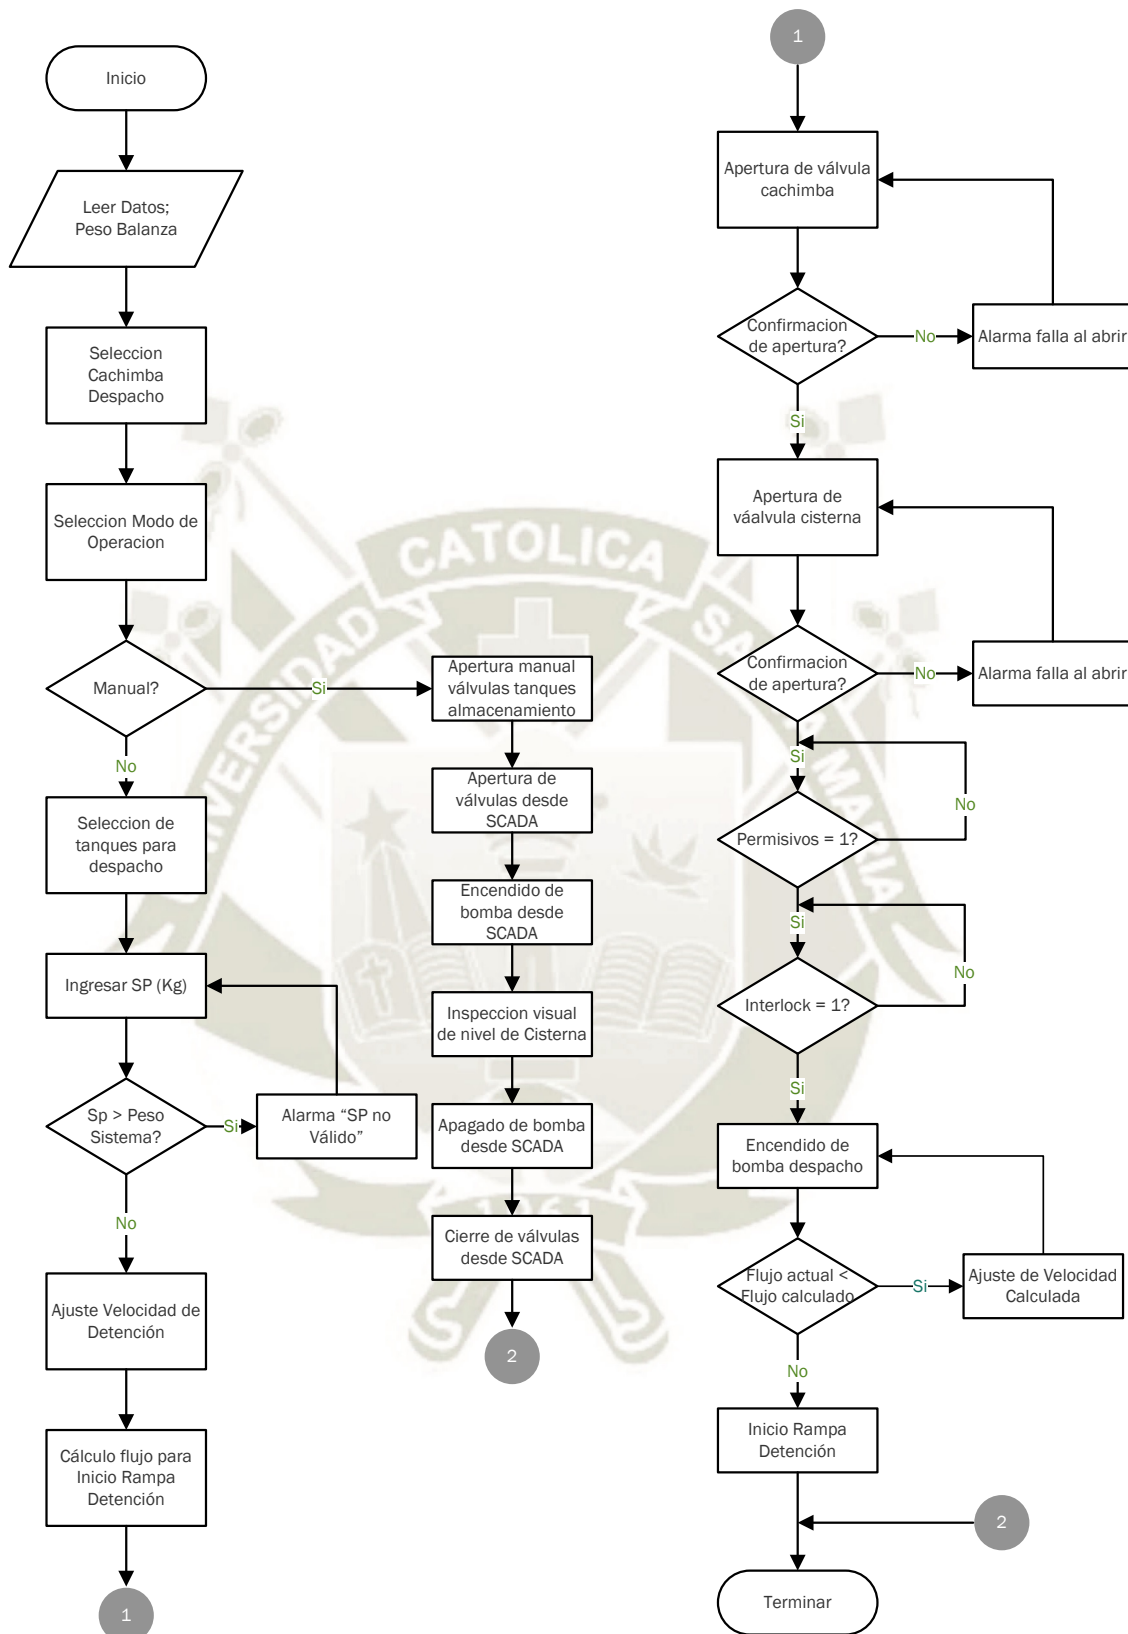 Inicio
Leer Datos;
Peso Balanza
Seleccion
Cachimba
Despacho
Seleccion Modo de
Operacion
Manual?
Si
No
Seleccion de
tanques para
despacho
Ingresar SP (Kg)
Sp > Peso
Sistema?
Si
Alarma “SP no
Válido”
No
Ajuste Velocidad de
Detención
Cálculo flujo para
Inicio Rampa
Detención
1
Apertura manual
válvulas tanques
almacenamiento
Apertura de
válvulas desde
SCADA
Encendido de
bomba desde
SCADA
Inspeccion visual
de nivel de Cisterna
Apagado de bomba
desde SCADA
Cierre de válvulas
desde SCADA
2
1
Apertura de válvula
cachimba
Confirmacion
de apertura?
No
Alarma falla al abrir
Si
Apertura de
váalvula cisterna
Confirmacion
de apertura?
No
Alarma falla al abrir
Si
Permisivos = 1?
No
Si
Interlock = 1?
No
Si
Encendido de
bomba despacho
Flujo actual <
Flujo calculado
Si
Ajuste de Velocidad
Calculada
No
Inicio Rampa
Detención
2
Terminar
UNIVERSIDAD
CATOLICA
SANTA MARIA
1961